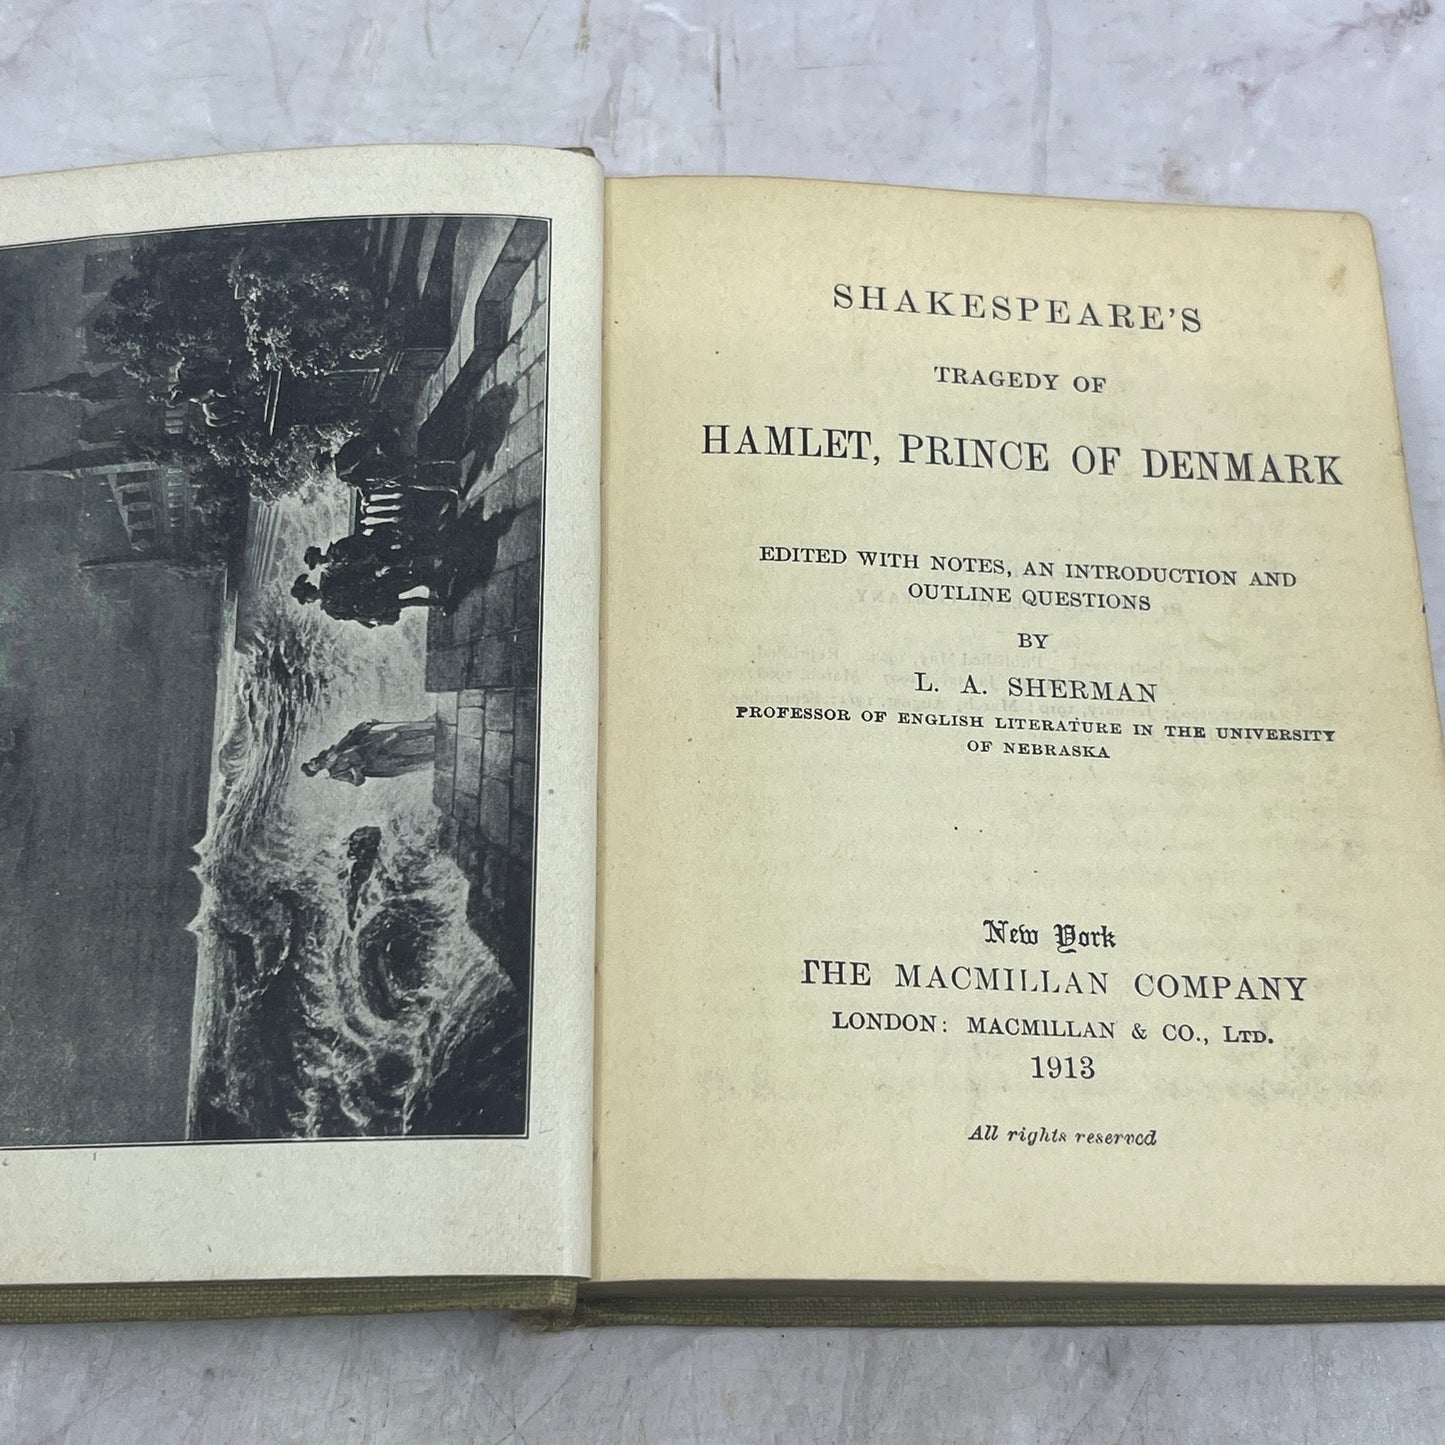 SHAKESPEARE'S
TRAGEDY OF
HAMLET, PRINCE OF DENMARK
EDITED WITH NOTES, AN INTRODUCTION AND
OUTLINE QUESTIONS
BY
L. A. SHERMAN
PROFESSOR OF ENGLISH LITERATURE IN THE UNIVERSITY
OF NEBRASKA
New York
THE MACMILLAN COMPANY
LONDON: MACMILLAN & CO., LTD.
1913
All rights reserved